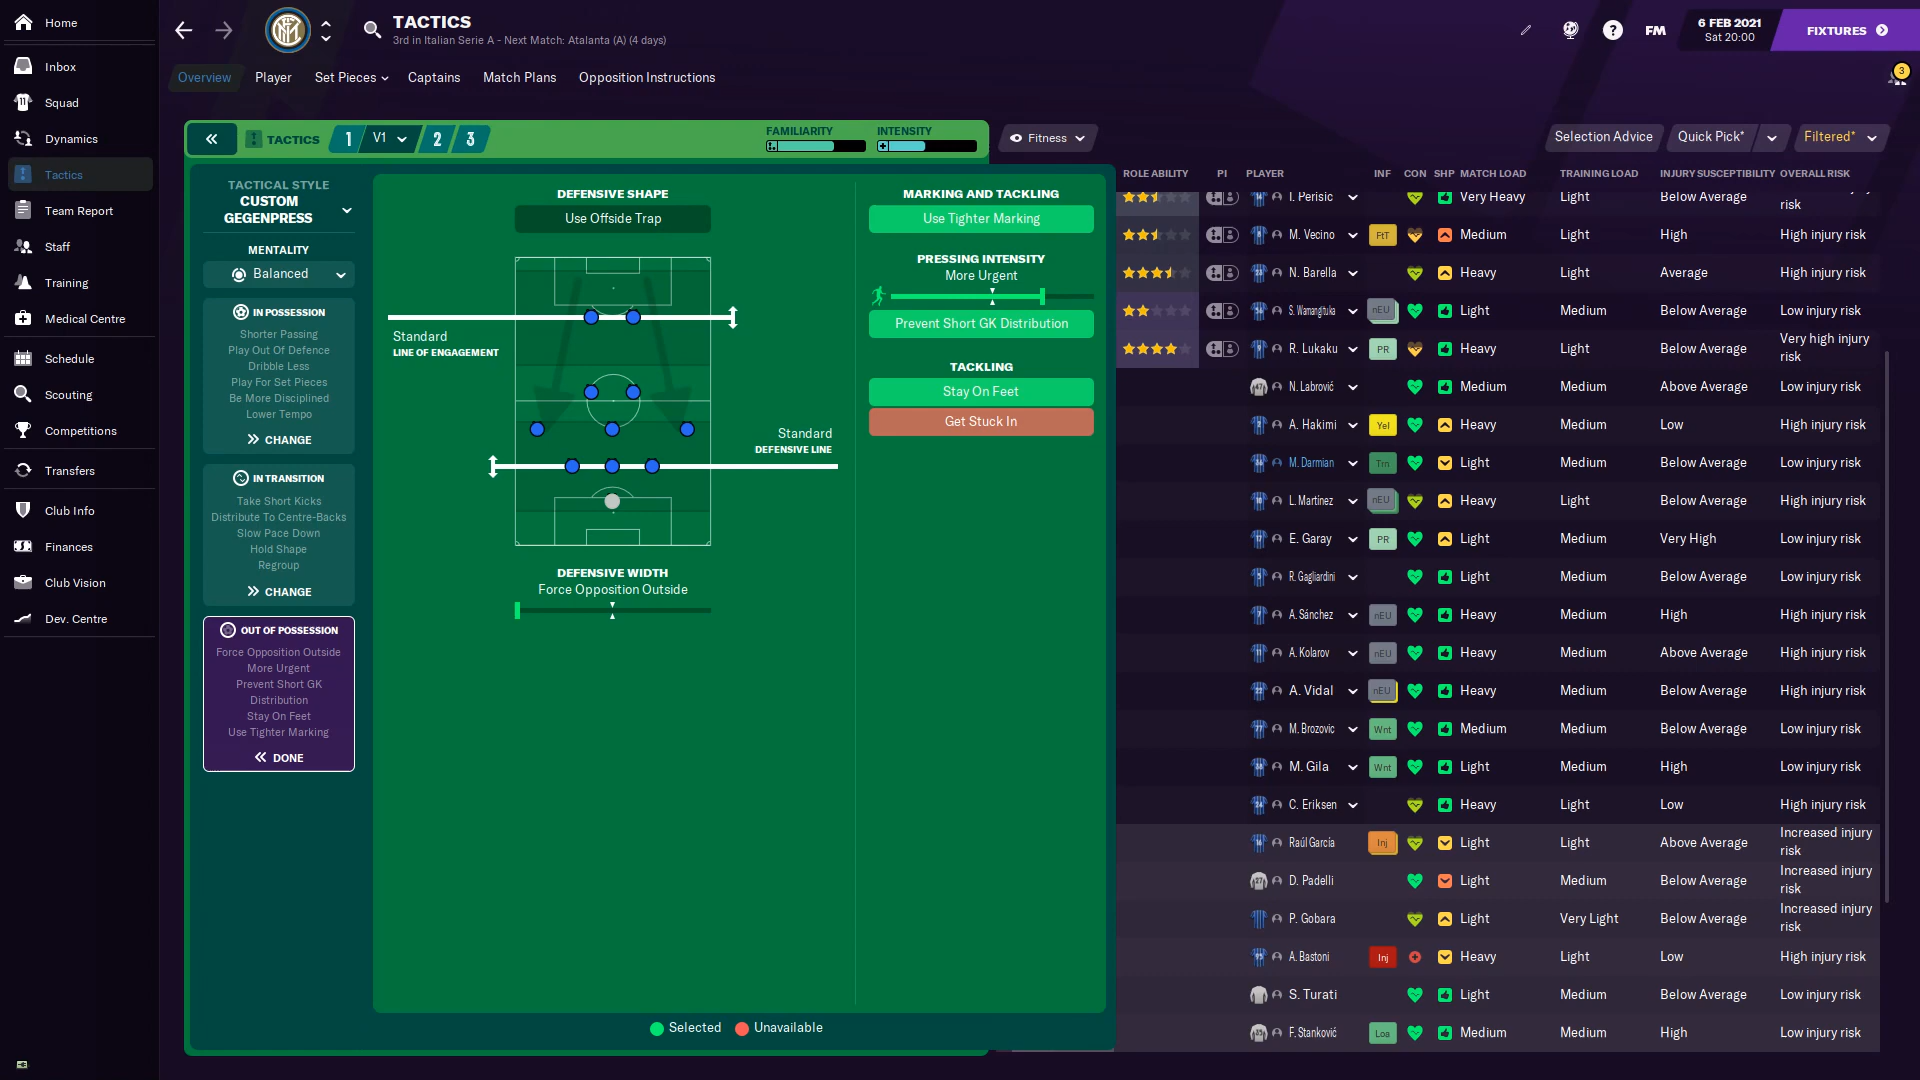 Home
Inbox
Squad
Dynamics
Tactics
Team Report
Staff
Training
Medical Centre
Schedule
Scouting
Competitions
Transfers
Club Info
Finances
Club Vision
Dev. Centre
TACTICS
3rd in Italian Serie A - Next Match: Atalanta (A) (4 days)
FM
6 FEB 2021
Sat 20:00
FIXTURES
3
Overview
Player
Set Pieces
Captains
Match Plans
Opposition Instructions
TACTICS
1
V1
2
3
FAMILIARITY
INTENSITY
Fitness
Selection Advice
Quick Pick*
Filtered*
TACTICAL STYLE
CUSTOM
GEGENPRESS
MENTALITY
Balanced
IN POSSESSION
Shorter Passing
Play Out Of Defence
Dribble Less
Play For Set Pieces
Be More Disciplined
Lower Tempo
CHANGE
IN TRANSITION
Take Short Kicks
Distribute To Centre-Backs
Slow Pace Down
Hold Shape
Regroup
CHANGE
OUT OF POSSESSION
Force Opposition Outside
More Urgent
Prevent Short GK
Distribution
Stay On Feet
Use Tighter Marking
DONE
DEFENSIVE SHAPE
Use Offside Trap
Standard
LINE OF ENGAGEMENT
Standard
DEFENSIVE LINE
DEFENSIVE WIDTH
Force Opposition Outside
MARKING AND TACKLING
Use Tighter Marking
PRESSING INTENSITY
More Urgent
Prevent Short GK Distribution
TACKLING
Stay On Feet
Get Stuck In
Selected
Unavailable
ROLE ABILITY PI PLAYER INF CON SHP MATCH LOAD TRAINING LOAD INJURY SUSCEPTIBILITY OVERALL RISK
I. Perisic Very Heavy Light Below Average risk
M. Vecino FtT Medium Light High High injury risk
N. Barella Heavy Light Average High injury risk
S. Wamangituka nEU Light Medium Below Average Low injury risk
R. Lukaku PR Heavy Light Below Average Very high injury risk
N. Labrović Medium Medium Above Average Low injury risk
A. Hakimi Yel Heavy Medium Low High injury risk
M. Darmian Trn Light Medium Below Average Low injury risk
L. Martínez nEU Heavy Light Below Average High injury risk
E. Garay PR Light Medium Very High Low injury risk
R. Gagliardini Light Medium Below Average Low injury risk
A. Sánchez nEU Heavy Medium High High injury risk
A. Kolarov nEU Heavy Medium Above Average High injury risk
A. Vidal nEU Heavy Medium Below Average High injury risk
M. Brozovic Wnt Medium Medium Below Average Low injury risk
M. Gila Wnt Light Medium High Low injury risk
C. Eriksen Heavy Light Low High injury risk
Raúl García Inj Light Light Above Average Increased injury risk
D. Padelli Light Medium Below Average Increased injury risk
P. Gobara Light Very Light Below Average Increased injury risk
A. Bastoni Inj Heavy Light Low High injury risk
S. Turati Light Medium Below Average Low injury risk
F. Stanković Loa Medium Medium High Low injury risk